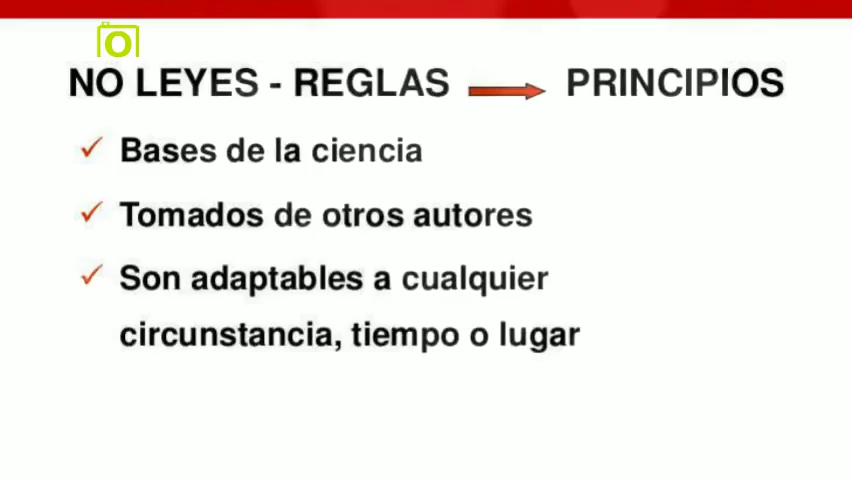 NO LEYES - REGLAS PRINCIPIOS
Bases de la ciencia
Tomados de otros autores
Son adaptables a cualquier
circunstancia, tiempo o lugar